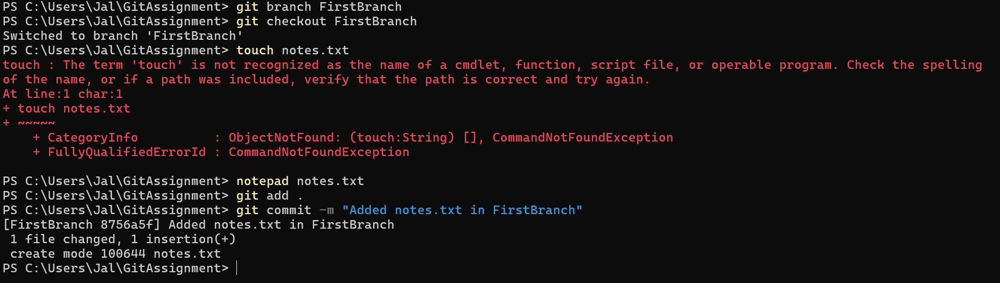 PS C:\Users\Jal\GitAssignment> git branch FirstBranch
PS C:\Users\Jal\GitAssignment> git checkout FirstBranch
Switched to branch 'FirstBranch'
PS C:\Users\Jal\GitAssignment> touch notes.txt
touch : The term 'touch' is not recognized as the name of a cmdlet, function, script file, or operable program. Check the spelling
of the name, or if a path was included, verify that the path is correct and try again.
At line:1 char:1
+ touch notes.txt
+ ~~~~~
    + CategoryInfo          : ObjectNotFound: (touch:String) [], CommandNotFoundException
    + FullyQualifiedErrorId : CommandNotFoundException

PS C:\Users\Jal\GitAssignment> notepad notes.txt
PS C:\Users\Jal\GitAssignment> git add .
PS C:\Users\Jal\GitAssignment> git commit -m "Added notes.txt in FirstBranch"
[FirstBranch 8756a5f] Added notes.txt in FirstBranch
 1 file changed, 1 insertion(+)
 create mode 100644 notes.txt
PS C:\Users\Jal\GitAssignment>